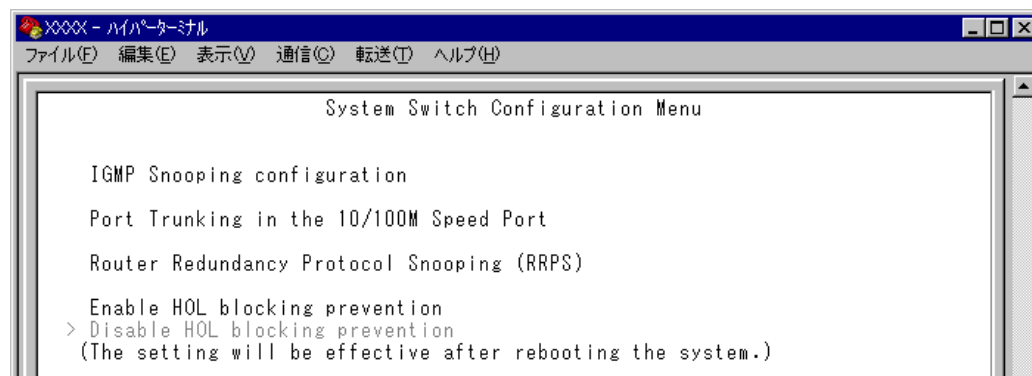 XXXX - ハイパーターミナル
ファイル(F) 編集(E) 表示(V) 通信(C) 転送(T) ヘルプ(H)
System Switch Configuration Menu
IGMP Snooping configuration
Port Trunking in the 10/100M Speed Port
Router Redundancy Protocol Snooping (RRPS)
Enable HOL blocking prevention
> Disable HOL blocking prevention
(The setting will be effective after rebooting the system.)